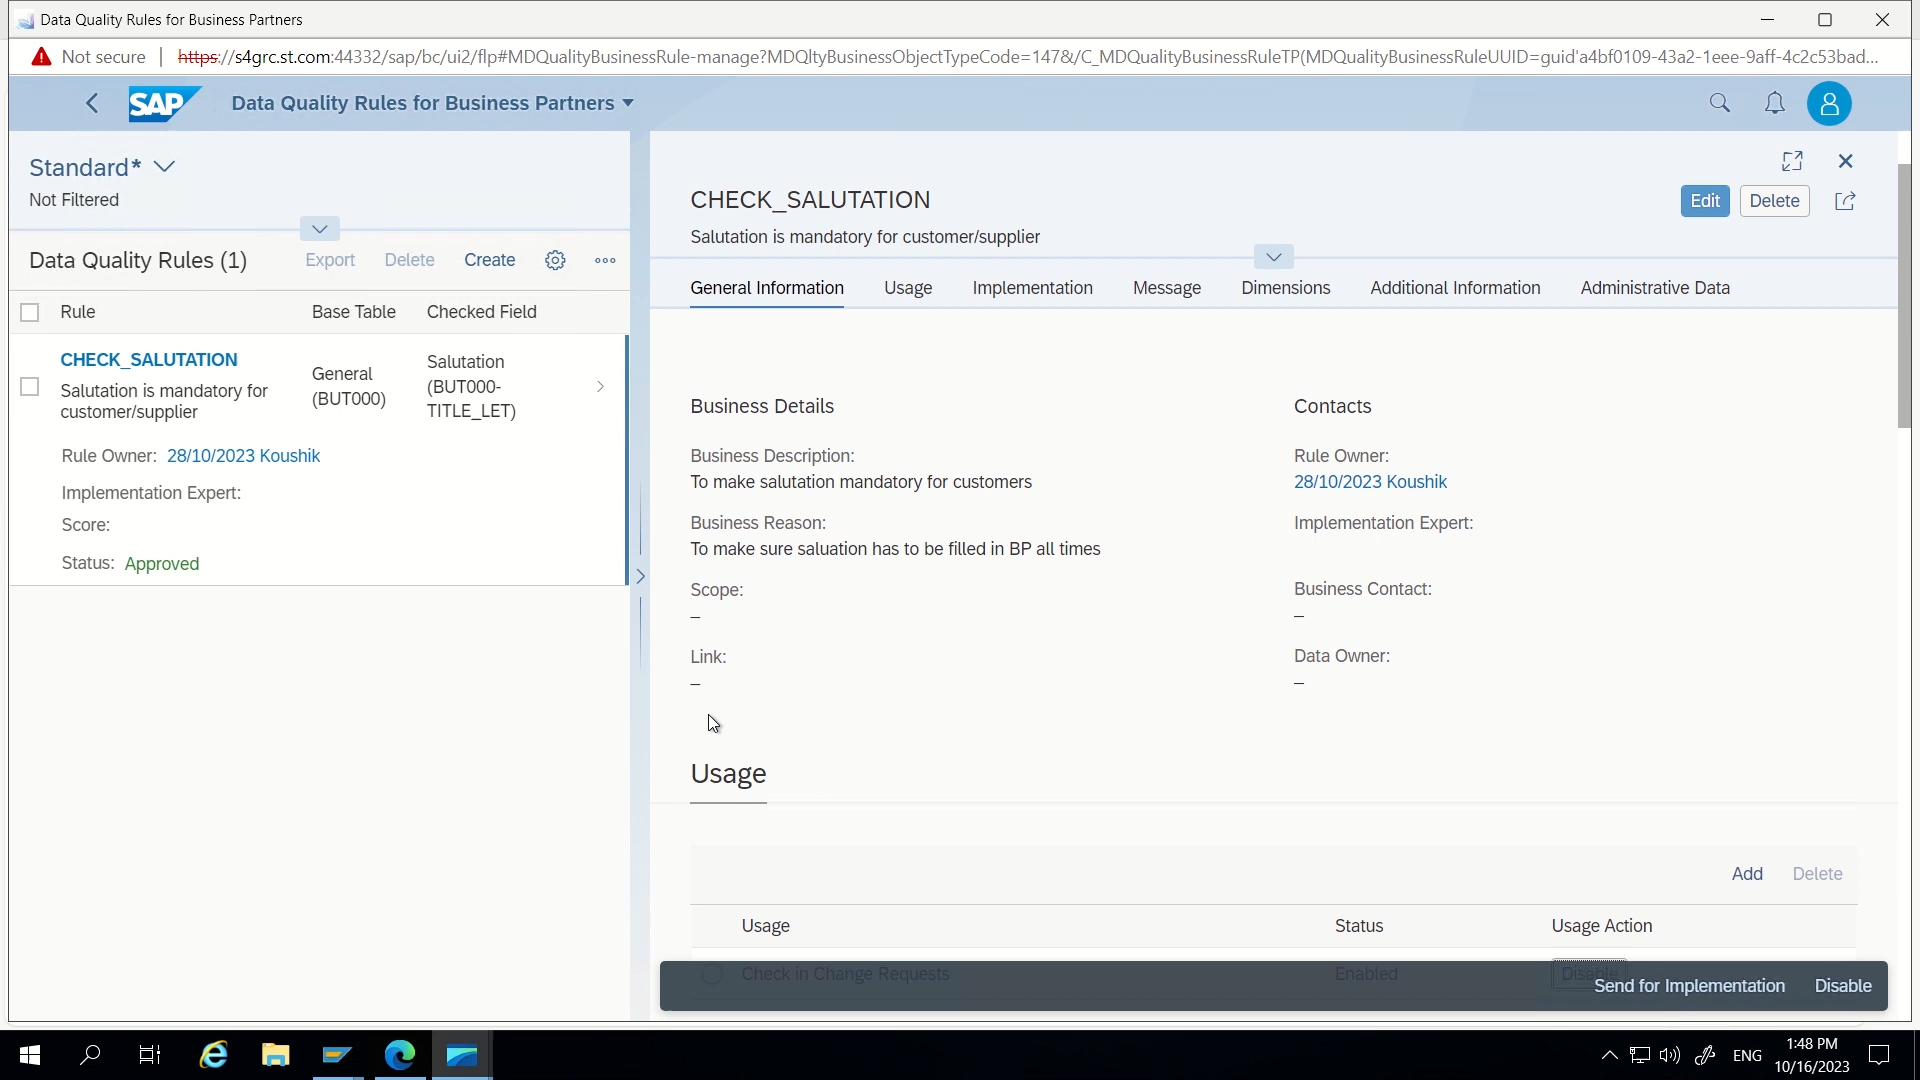 Data Quality Rules for Business Partners
Not secure | https://s4grc.st.com:44332/sap/bc/ui2/flp#MDQualityBusinessRule-manage?MDQltyBusinessObjectTypeCode=147&/C_MDQualityBusinessRuleTP(MDQualityBusinessRuleUUID=guid'a4bf0109-43a2-1eee-9aff-4c2c53bad...
SAP Data Quality Rules for Business Partners
Standard*
Not Filtered
Data Quality Rules (1) Export Delete Create
Rule Base Table Checked Field
CHECK_SALUTATION
Salutation is mandatory for
customer/supplier
General
(BUT000)
Salutation
(BUT000-
TITLE_LET)
Rule Owner: 28/10/2023 Koushik
Implementation Expert:
Score:
Status: Approved
CHECK_SALUTATION
Edit Delete
Salutation is mandatory for customer/supplier
General Information Usage Implementation Message Dimensions Additional Information Administrative Data
Business Details
Business Description:
To make salutation mandatory for customers
Business Reason:
To make sure saluation has to be filled in BP all times
Scope:
–
Link:
–
Contacts
Rule Owner:
28/10/2023 Koushik
Implementation Expert:
Business Contact:
–
Data Owner:
–
Usage
Add Delete
Usage Status Usage Action
Check in Change Requests Enabled Disable
Send for Implementation Disable
ENG
1:48 PM
10/16/2023